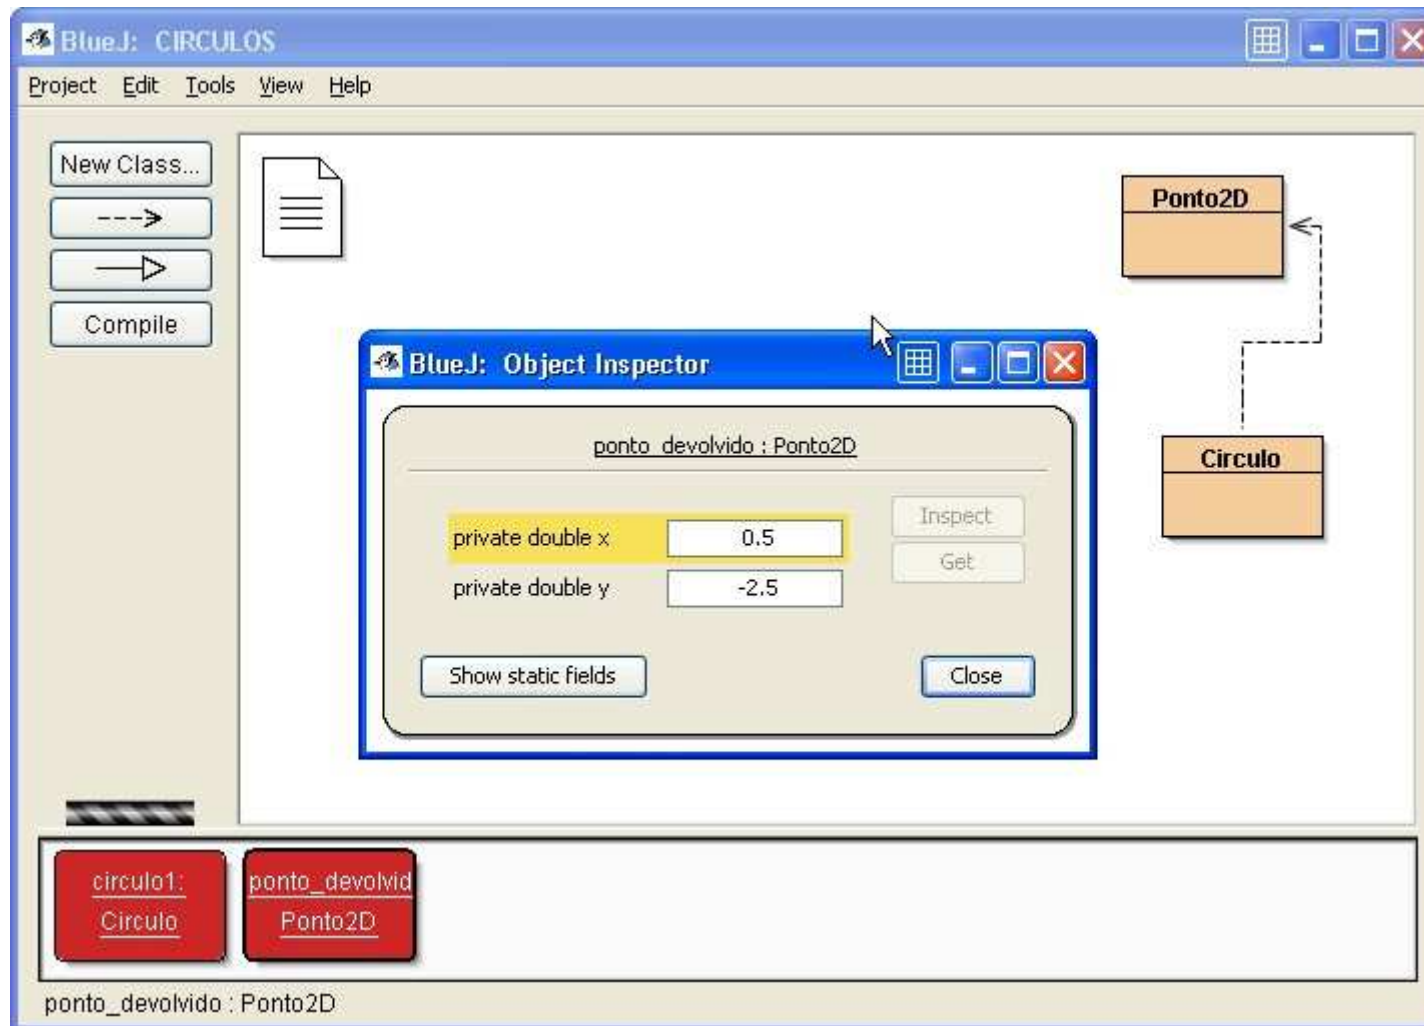 BlueJ: CIRCULOS
Project Edit Tools View Help
New Class...
Compile
Ponto2D
Circulo
BlueJ: Object Inspector
ponto_devolvido : Ponto2D
private double x 0.5
private double y -2.5
Inspect
Get
Show static fields
Close
circulo1:
Circulo
ponto_devolvid
Ponto2D
ponto_devolvido : Ponto2D